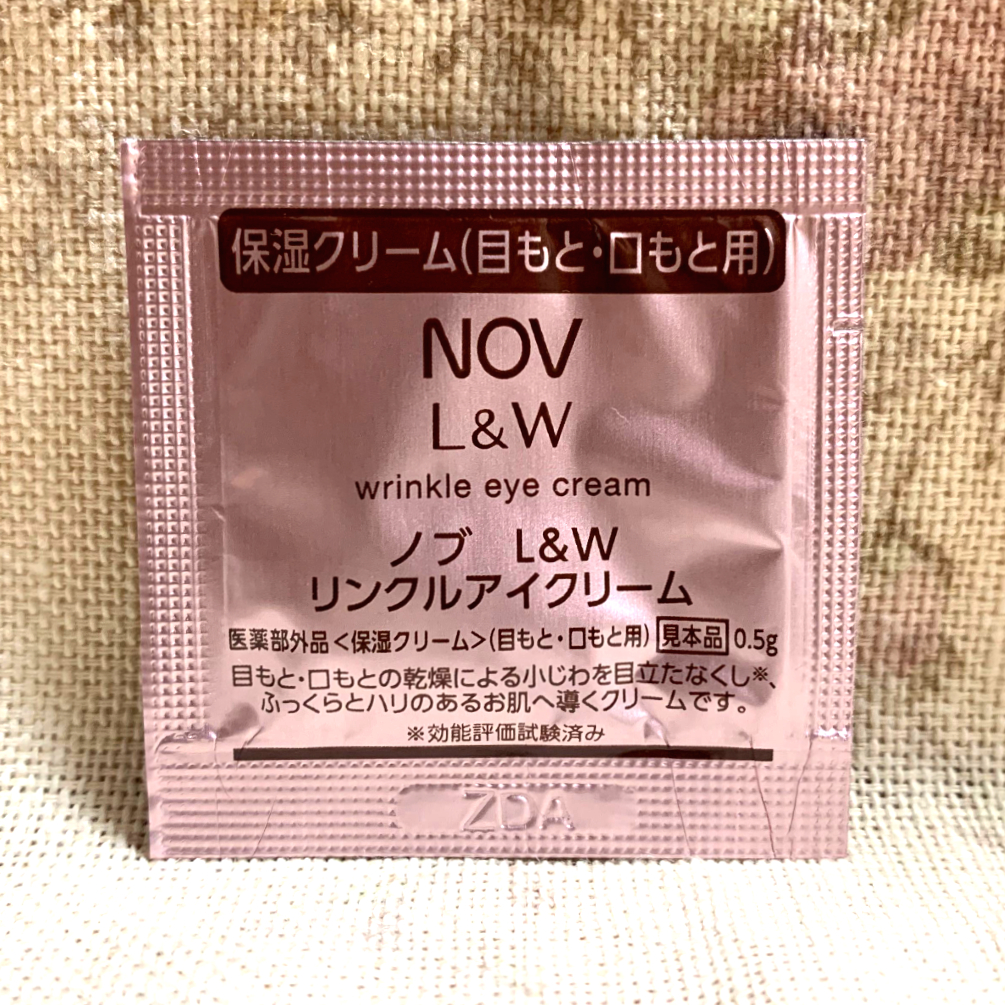 保湿クリーム(目もと・口もと用)
NOV
L&W
wrinkle eye cream
ノブ L&W
リンクルアイクリーム
医薬部外品<保湿クリーム>(目もと・口もと用) 見本品 0.5g
目もと・口もとの乾燥による小じわを目立たなくし※、
ふっくらとハリのあるお肌へ導くクリームです。
※効能評価試験済み
ZDA